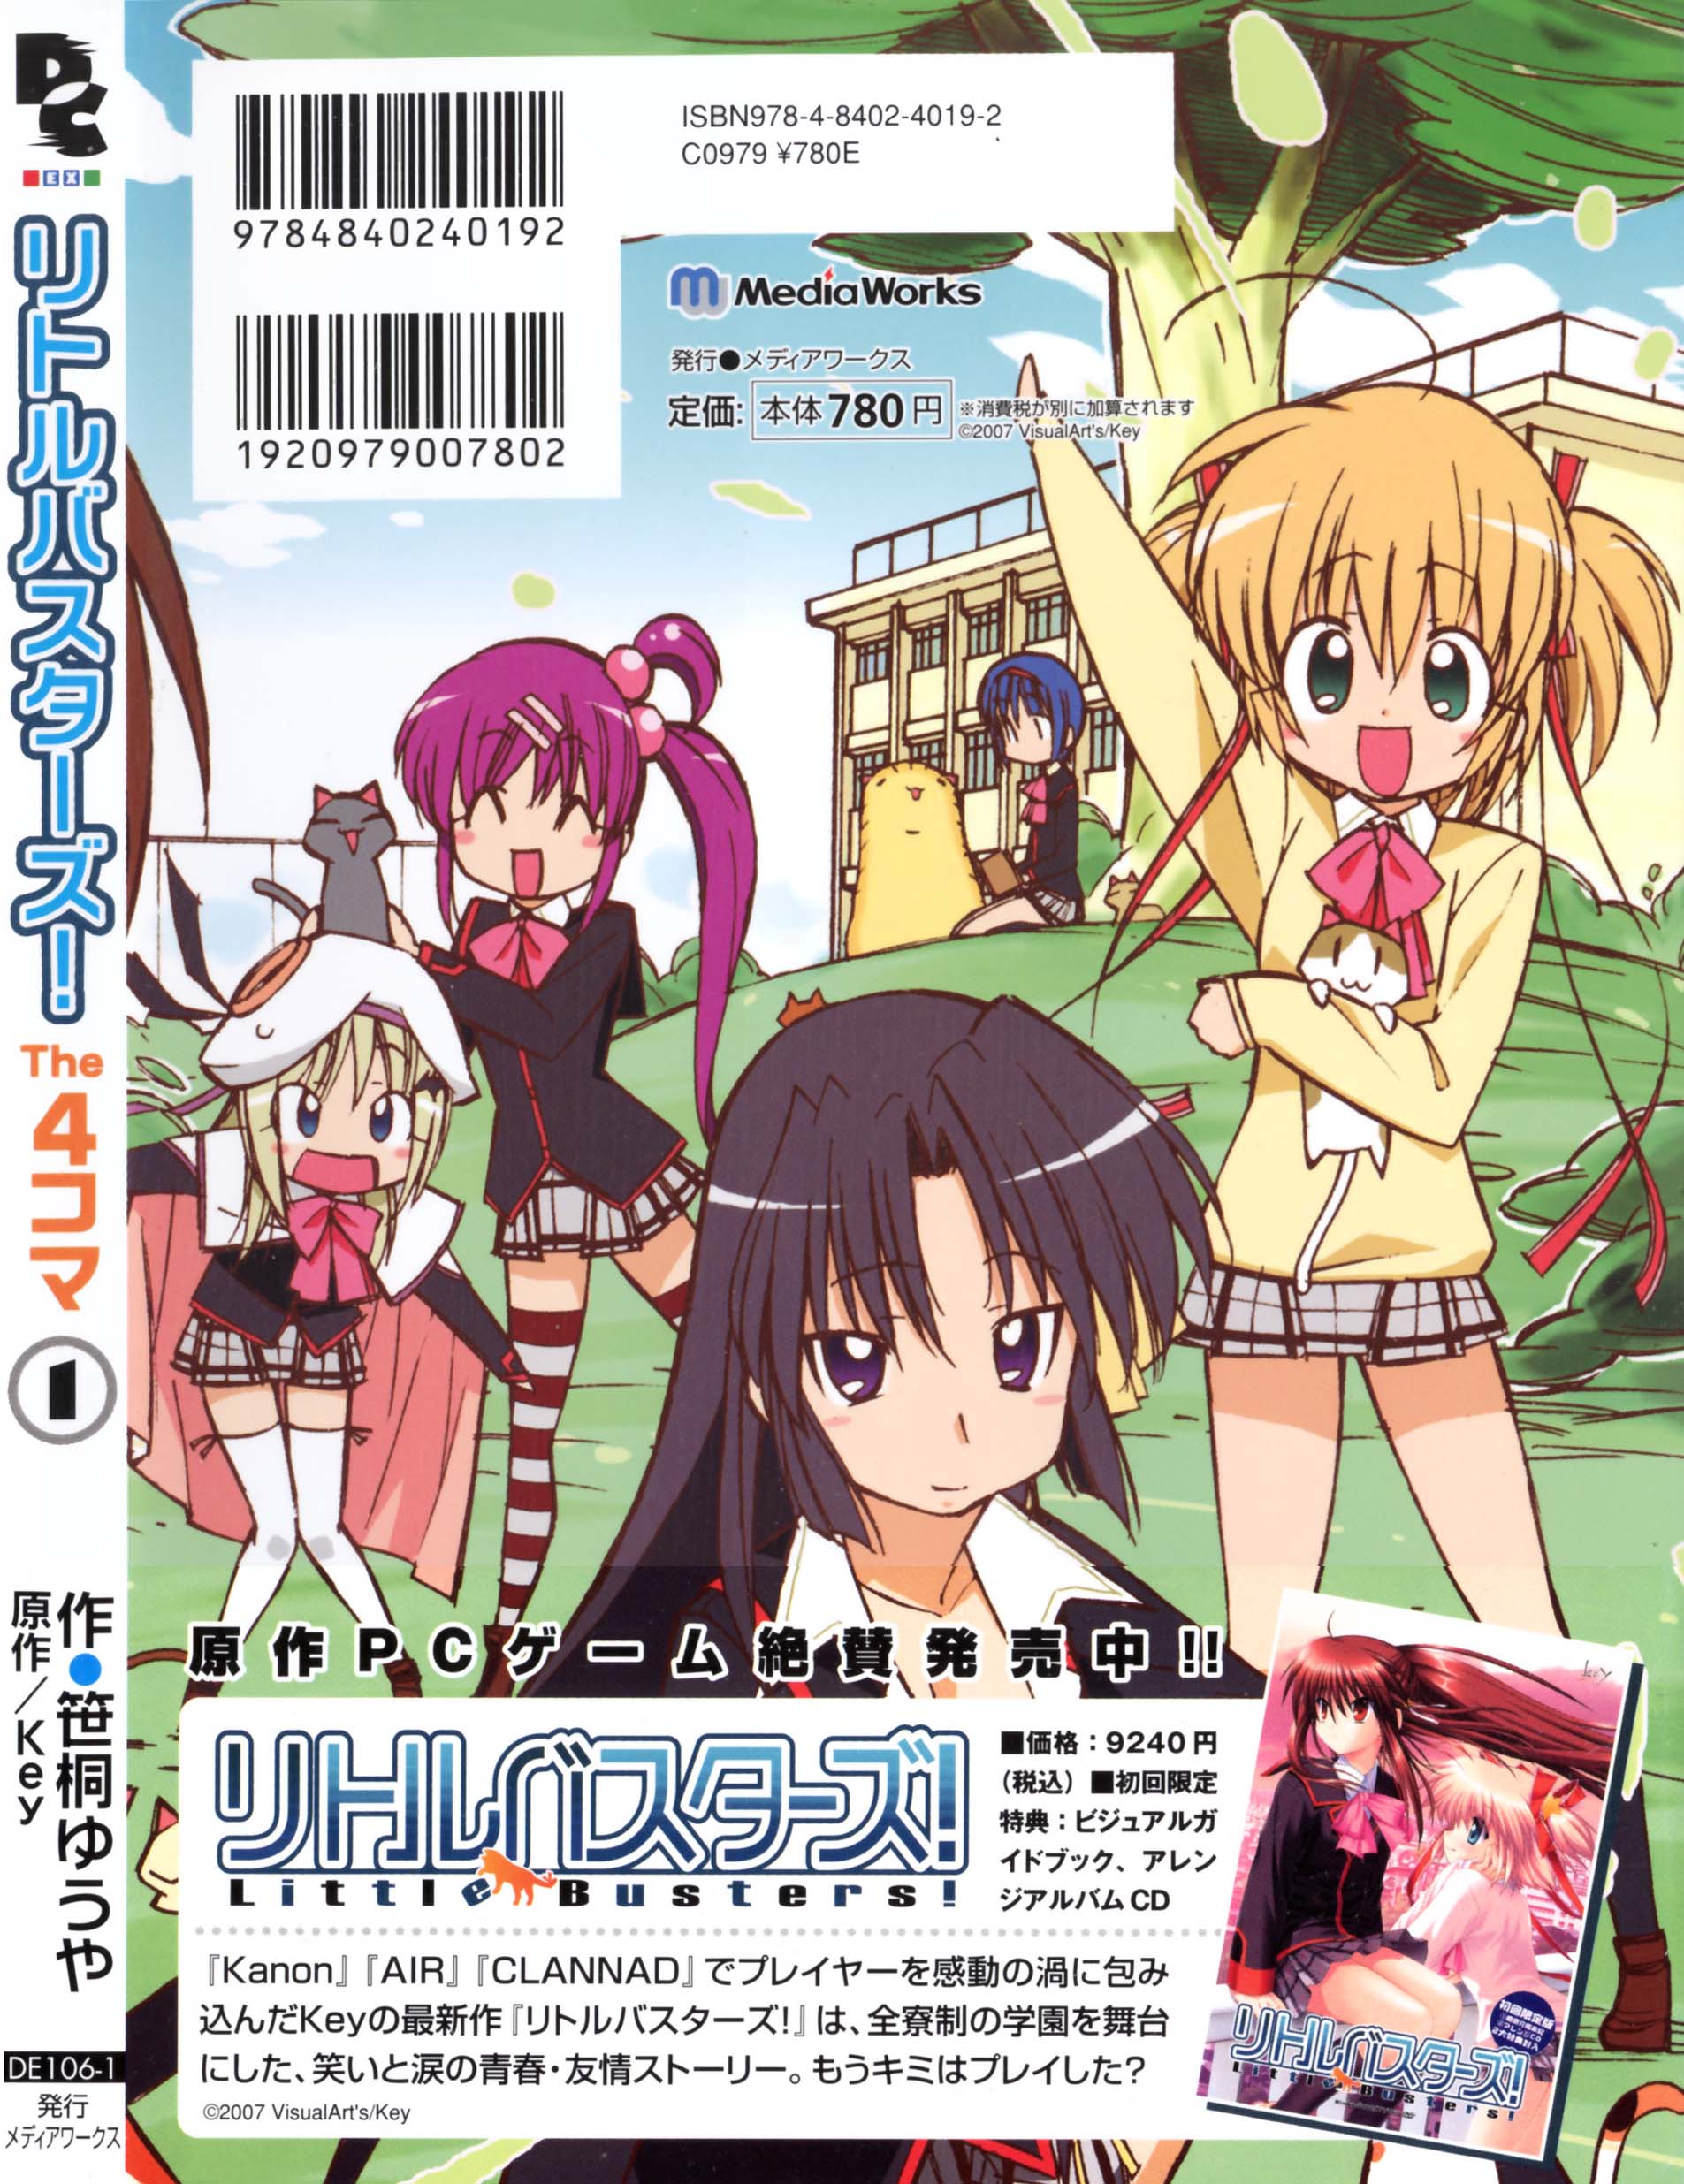 DC
EX
リトルバスターズ!
The 4コマ
1
作●笹桐ゆうや
原作/Key
DE106-1
発行
メディアワークス
9784840240192
1920979007802
ISBN978-4-8402-4019-2
C0979 ¥780E
MediaWorks
発行●メディアワークス
定価: 本体780円 ※消費税が別に加算されます
©2007 VisualArt's/Key
原作PCゲーム絶賛発売中!!
リトルバスターズ!
Little Busters!
■価格:9240円
(税込)■初回限定
特典:ビジュアルガ
イドブック、アレン
ジアルバムCD
『Kanon』『AIR』『CLANNAD』でプレイヤーを感動の渦に包み
込んだKeyの最新作『リトルバスターズ!』は、全寮制の学園を舞台
にした、笑いと涙の青春・友情ストーリー。もうキミはプレイした?
©2007 VisualArt's/Key
key
初回限定版
リトルバスターズ!
Little Busters!